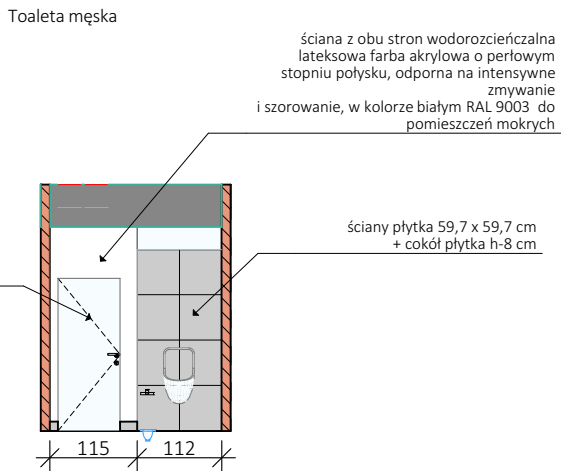 Toaleta męska
ściana z obu stron wodorozcieńczalna
lateksowa farba akrylowa o perłowym
stopniu połysku, odporna na intensywne
zmywanie
i szorowanie, w kolorze białym RAL 9003 do
pomieszczeń mokrych
ściany płytka 59,7 x 59,7 cm
+ cokół płytka h-8 cm
115
112